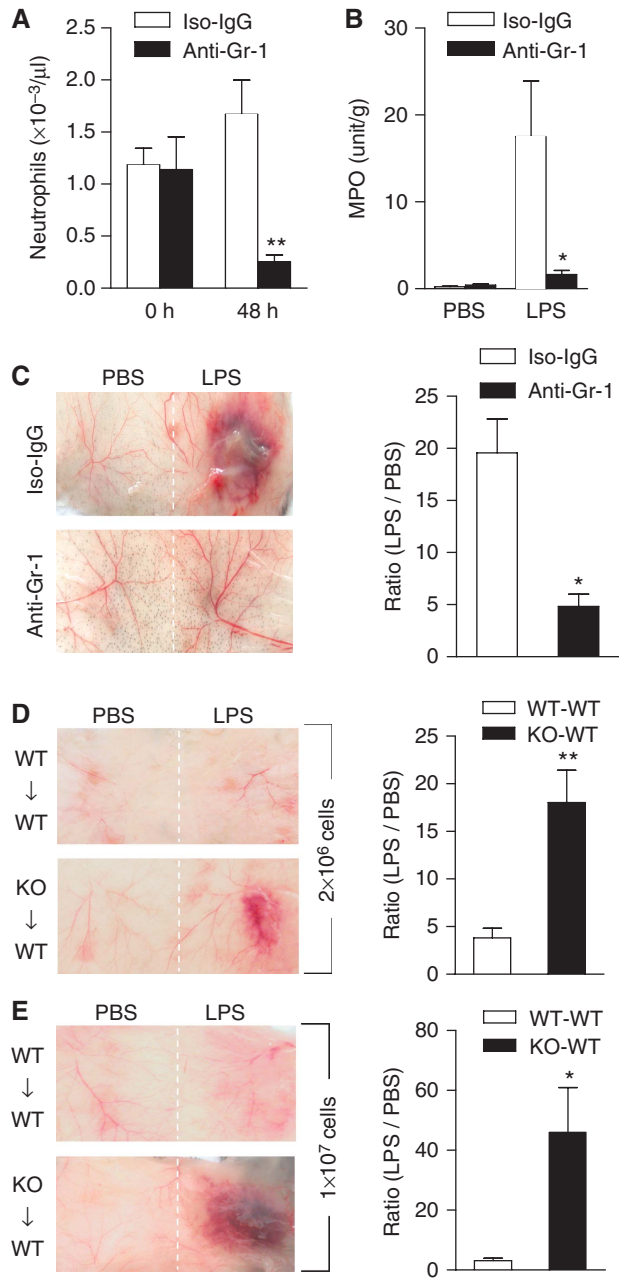 A
Iso-IgG
Anti-Gr-1
Neutrophils (×10⁻³/µl)
2.5
2.0
1.5
1.0
0.5
0.0
**
0 h 48 h
B
Iso-IgG
Anti-Gr-1
MPO (unit/g)
30
20
10
0
*
PBS LPS
C
PBS LPS
Iso-IgG
Anti-Gr-1
Iso-IgG
Anti-Gr-1
Ratio (LPS / PBS)
25
20
15
10
5
0
*
D
PBS LPS
WT
↓
WT
KO
↓
WT
2×10⁶ cells
WT-WT
KO-WT
Ratio (LPS / PBS)
25
20
15
10
5
0
**
E
PBS LPS
WT
↓
WT
KO
↓
WT
1×10⁷ cells
WT-WT
KO-WT
Ratio (LPS / PBS)
80
60
40
20
0
*